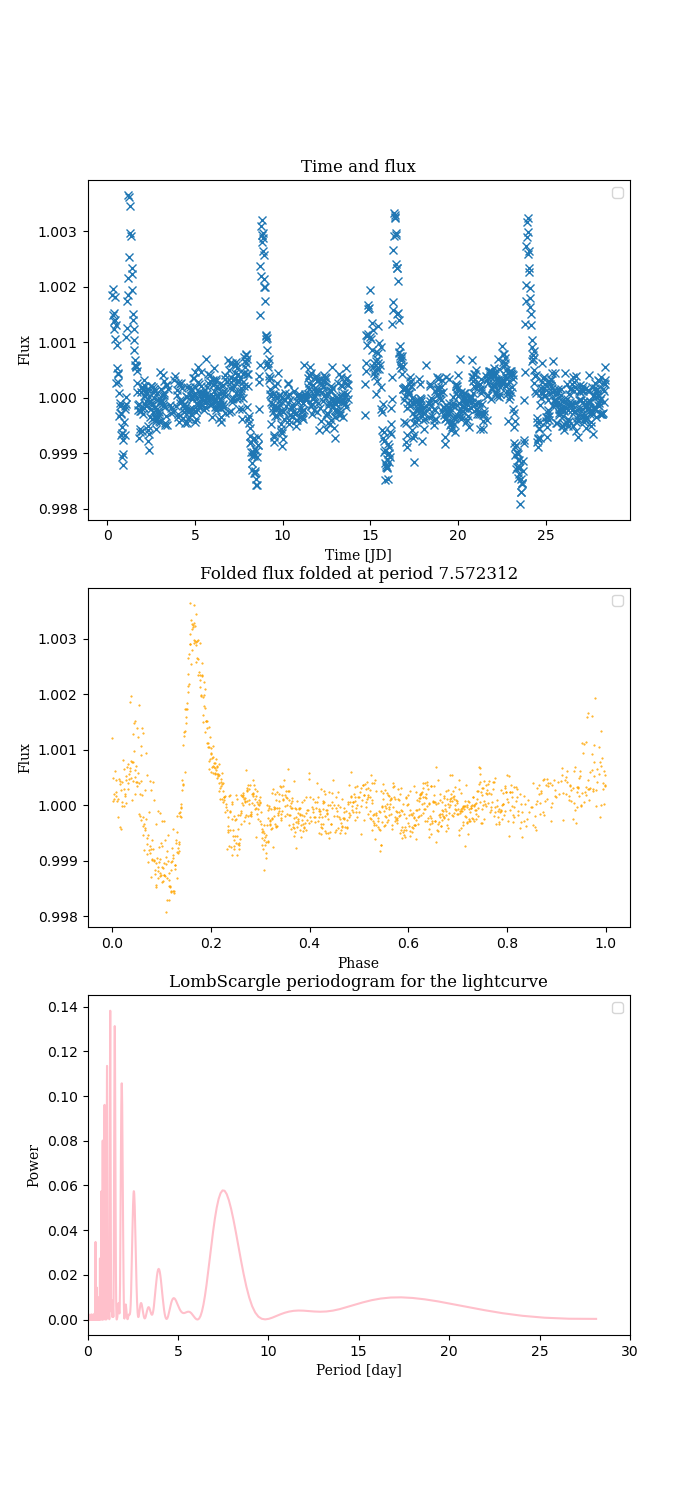 Time and flux
Flux
1.003
1.002
1.001
1.000
0.999
0.998
0 5 10 15 20 25
Time [JD]
Folded flux folded at period 7.572312
Flux
1.003
1.002
1.001
1.000
0.999
0.998
0.0 0.2 0.4 0.6 0.8 1.0
Phase
LombScargle periodogram for the lightcurve
Power
0.14
0.12
0.10
0.08
0.06
0.04
0.02
0.00
0 5 10 15 20 25 30
Period [day]